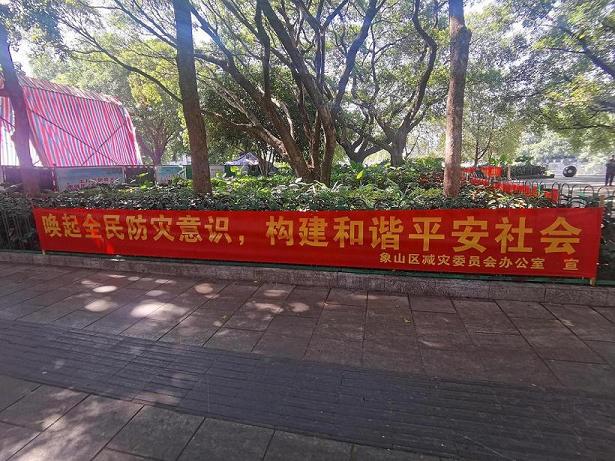 唤起全民防灾意识，构建和谐平安社会
象山区减灾委员会办公室 宣